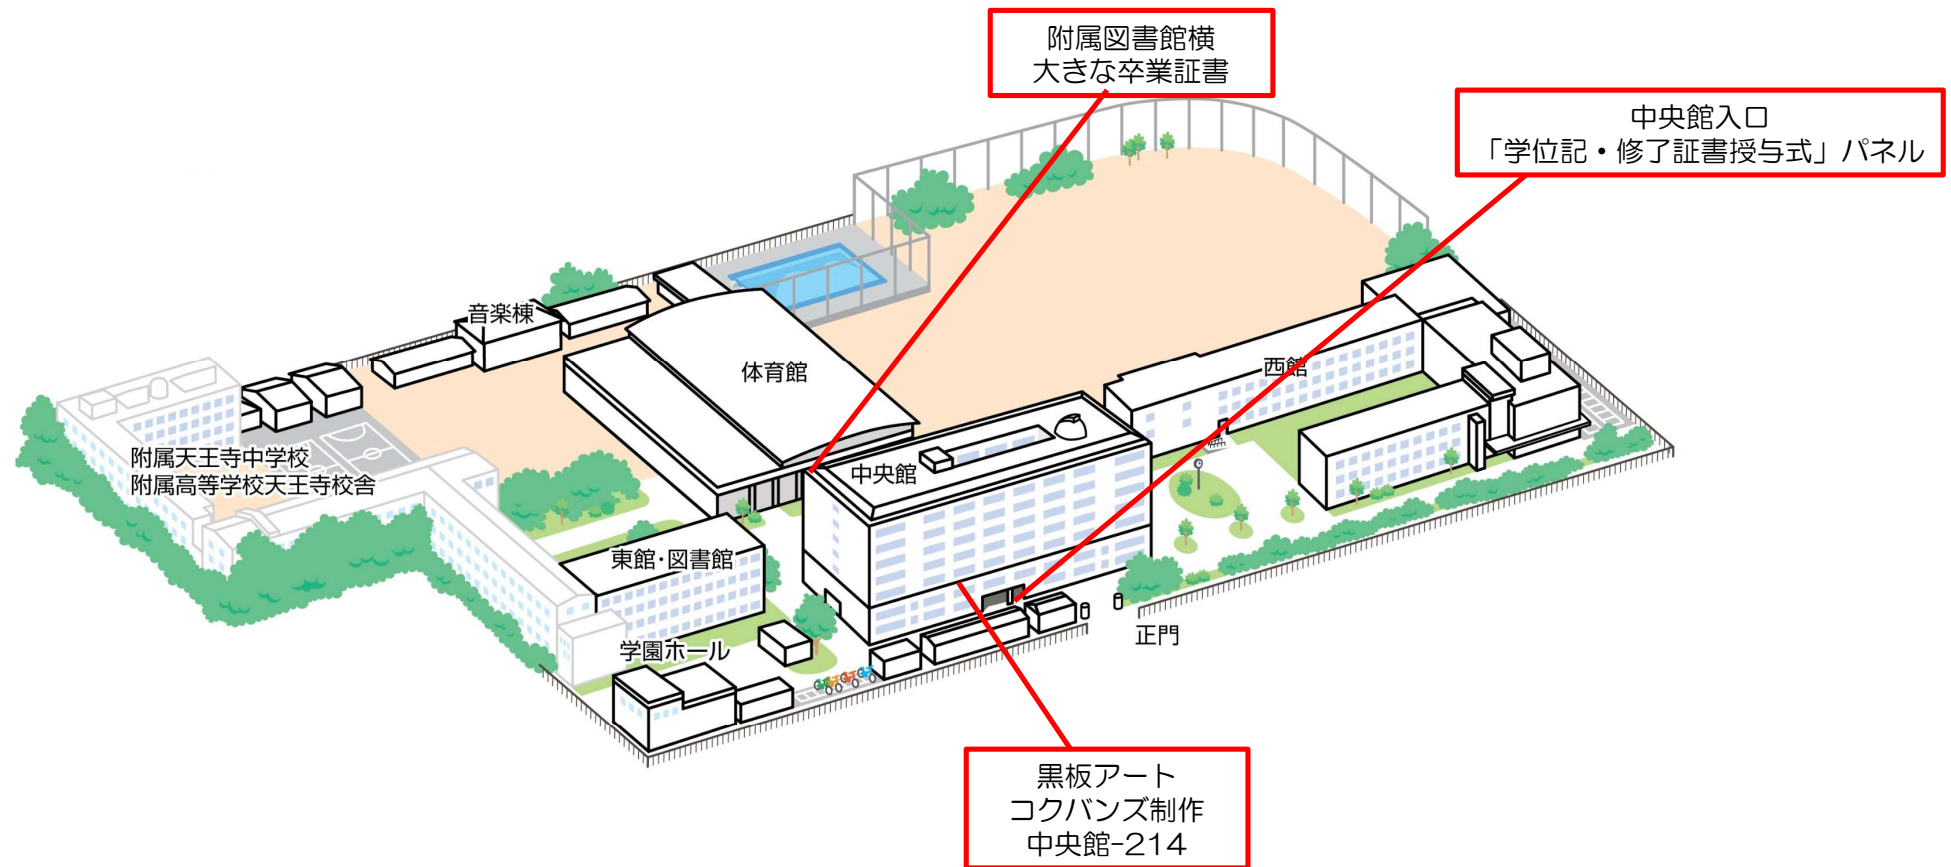 附属図書館横
大きな卒業証書
中央館入口
「学位記・修了証書授与式」パネル
音楽棟
体育館
西館
附属天王寺中学校
附属高等学校天王寺校舎
中央館
東館・図書館
学園ホール
正門
黒板アート
コクバンズ制作
中央館-214